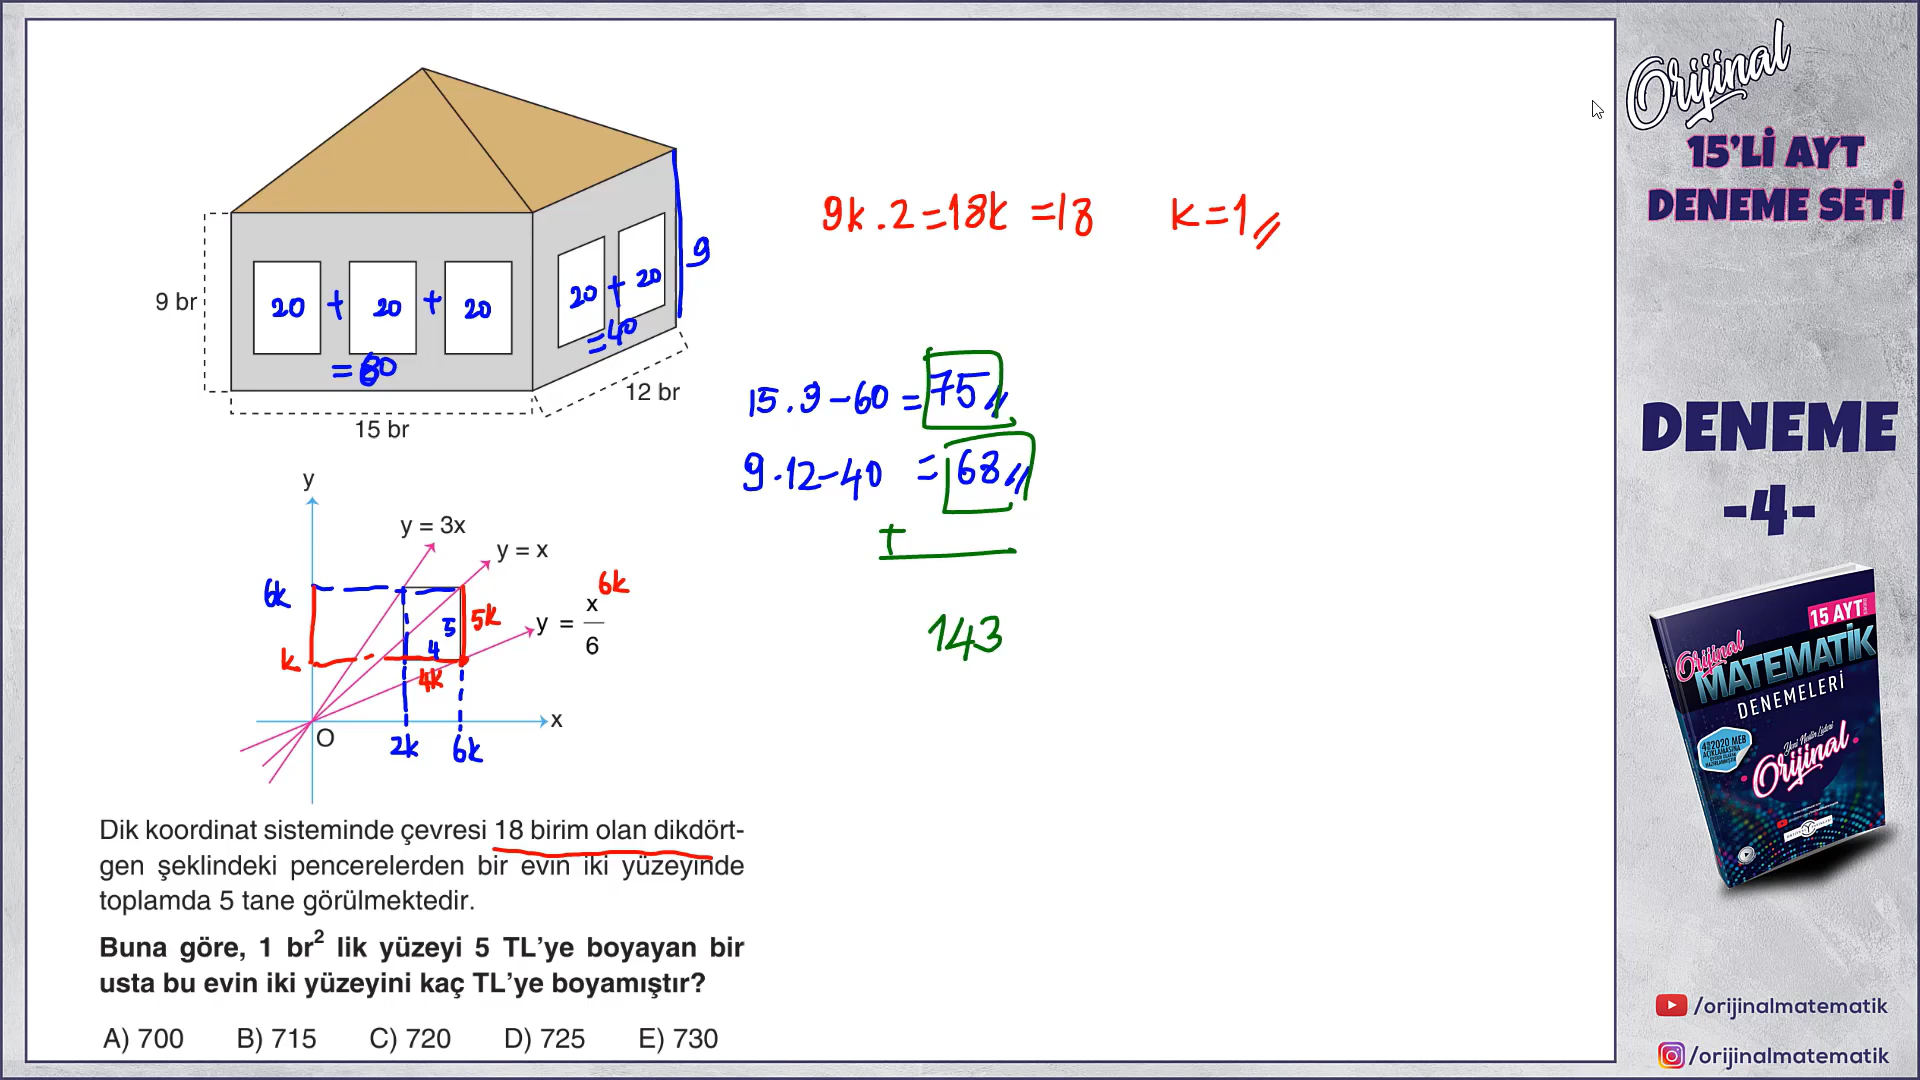 9 br
15 br
12 br
20 + 20 + 20
= 60
20 + 20
= 40
9
9k . 2 = 18k = 18 k = 1
15 . 9 - 60 = 75
9 . 12 - 40 = 68
+
143
y
y = 3x
y = x
y = x/6
6k
6k
5k
5
4
4k
k
O
x
2k 6k
Dik koordinat sisteminde çevresi 18 birim olan dikdört-
gen şeklindeki pencerelerden bir evin iki yüzeyinde
toplamda 5 tane görülmektedir.
Buna göre, 1 br² lik yüzeyi 5 TL’ye boyayan bir
usta bu evin iki yüzeyini kaç TL’ye boyamıştır?
A) 700 B) 715 C) 720 D) 725 E) 730
Orijinal
15'Lİ AYT
DENEME SETİ
DENEME
-4-
15 AYT
Orijinal
MATEMATİK
DENEMELERİ
Orijinal
/orijinalmatematik
/orijinalmatematik